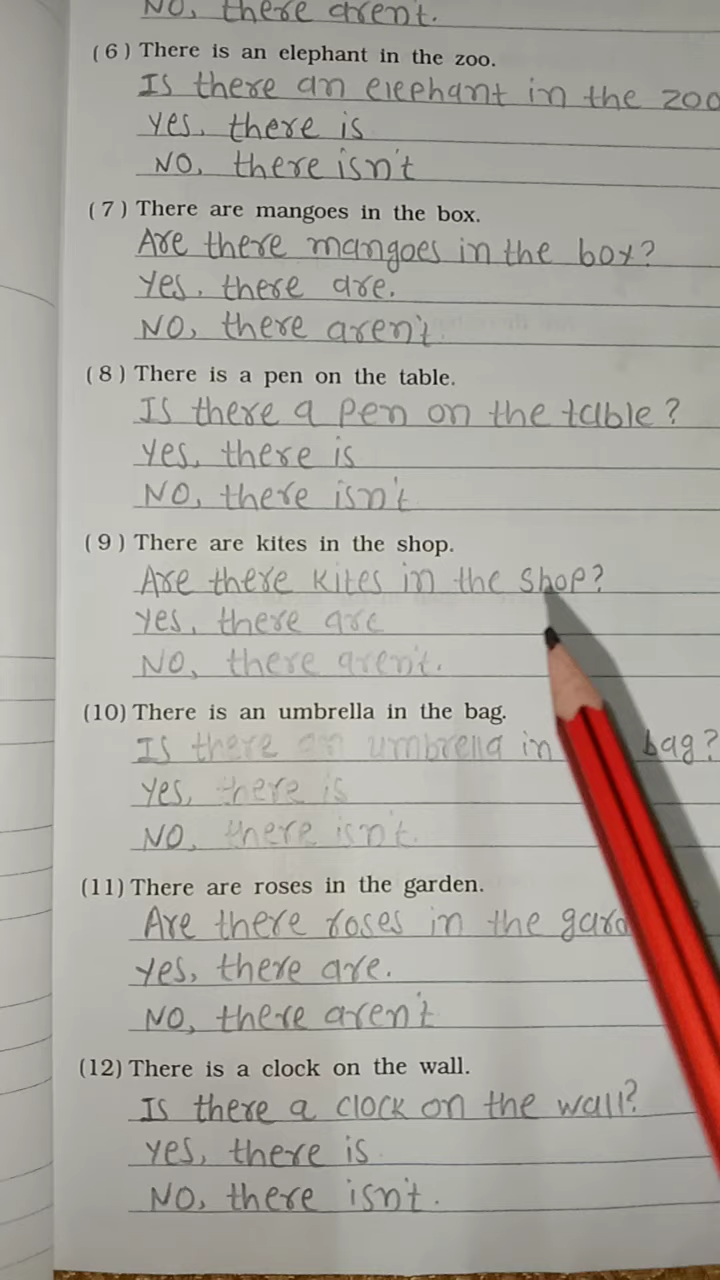 NO, there arent.
(6) There is an elephant in the zoo.
Is there an elephant in the zoo
Yes, there is
NO, there isn't
(7) There are mangoes in the box.
Are there mangoes in the box?
Yes, there are.
NO, there aren't.
(8) There is a pen on the table.
Is there a pen on the table?
Yes, there is
NO, there isn't
(9) There are kites in the shop.
Are there kites in the shop?
Yes, there are
NO, there aren't.
(10) There is an umbrella in the bag.
Is there an umbrella in bag?
Yes, there is
NO, there isn't.
(11) There are roses in the garden.
Are there roses in the
Yes, there are.
NO, there aren't
(12) There is a clock on the wall.
Is there a clock on the wall?
Yes, there is
NO, there isn't.